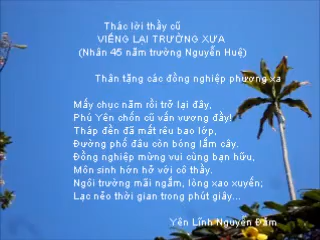 Thác lời thầy cũ
VIẾNG LẠI TRƯỜNG XƯA
(Nhân 45 năm trường Nguyễn Huệ)
Thân tặng các đồng nghiệp phương xa
Mấy chục năm rồi trở lại đây,
Phú Yên chốn cũ vấn vương đầy!
Tháp đền đã mất rêu bao lớp,
Đường phố đâu còn bóng lắm cây.
Đồng nghiệp mừng vui cùng bạn hữu,
Môn sinh hớn hở với cô thầy.
Ngôi trường mãi ngắm, lòng xao xuyến;
Lạc nẻo thời gian trong phút giây...
Yên Lĩnh Nguyễn Đắm